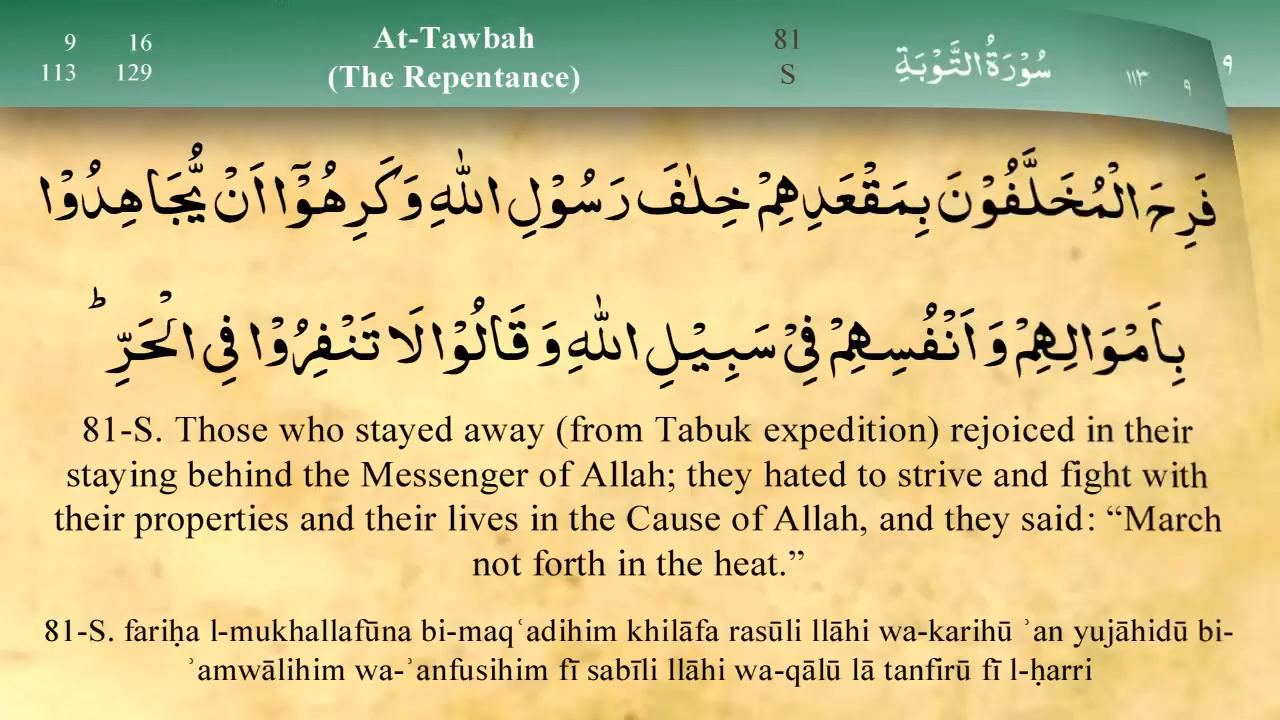 9 16
113 129
At-Tawbah
(The Repentance)
81
S
سُوْرَةُ التَّوْبَةِ
١١٣ ٩
٩
فَرِحَ الْمُخَلَّفُوْنَ بِمَقْعَدِهِمْ خِلٰفَ رَسُوْلِ اللّٰهِ وَكَرِهُوْٓا اَنْ يُّجَاهِدُوْا
بِاَمْوَالِهِمْ وَاَنْفُسِهِمْ فِيْ سَبِيْلِ اللّٰهِ وَقَالُوْا لَا تَنْفِرُوْا فِي الْحَرِّ ؕ
81-S. Those who stayed away (from Tabuk expedition) rejoiced in their
staying behind the Messenger of Allah; they hated to strive and fight with
their properties and their lives in the Cause of Allah, and they said: “March
not forth in the heat.”
81-S. fariḥa l-mukhallafūna bi-maqʿadihim khilāfa rasūli llāhi wa-karihū ʾan yujāhidū bi-
ʾamwālihim wa-ʾanfusihim fī sabīli llāhi wa-qālū lā tanfirū fī l-ḥarri